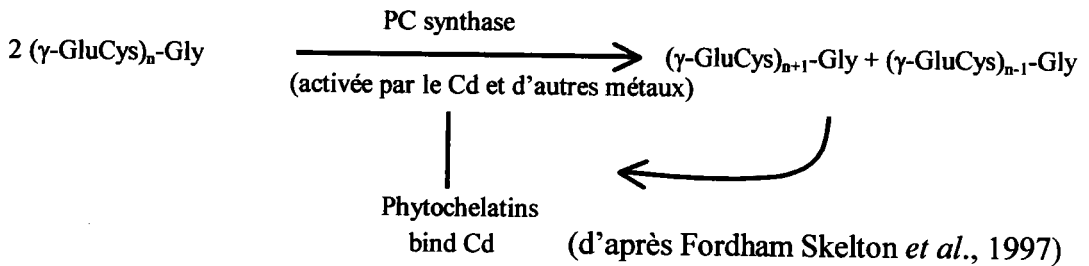 PC synthase
2 (γ-GluCys)n-Gly
(γ-GluCys)n+1-Gly + (γ-GluCys)n-1-Gly
(activée par le Cd et d'autres métaux)
Phytochelatins
bind Cd
(d'après Fordham Skelton et al., 1997)